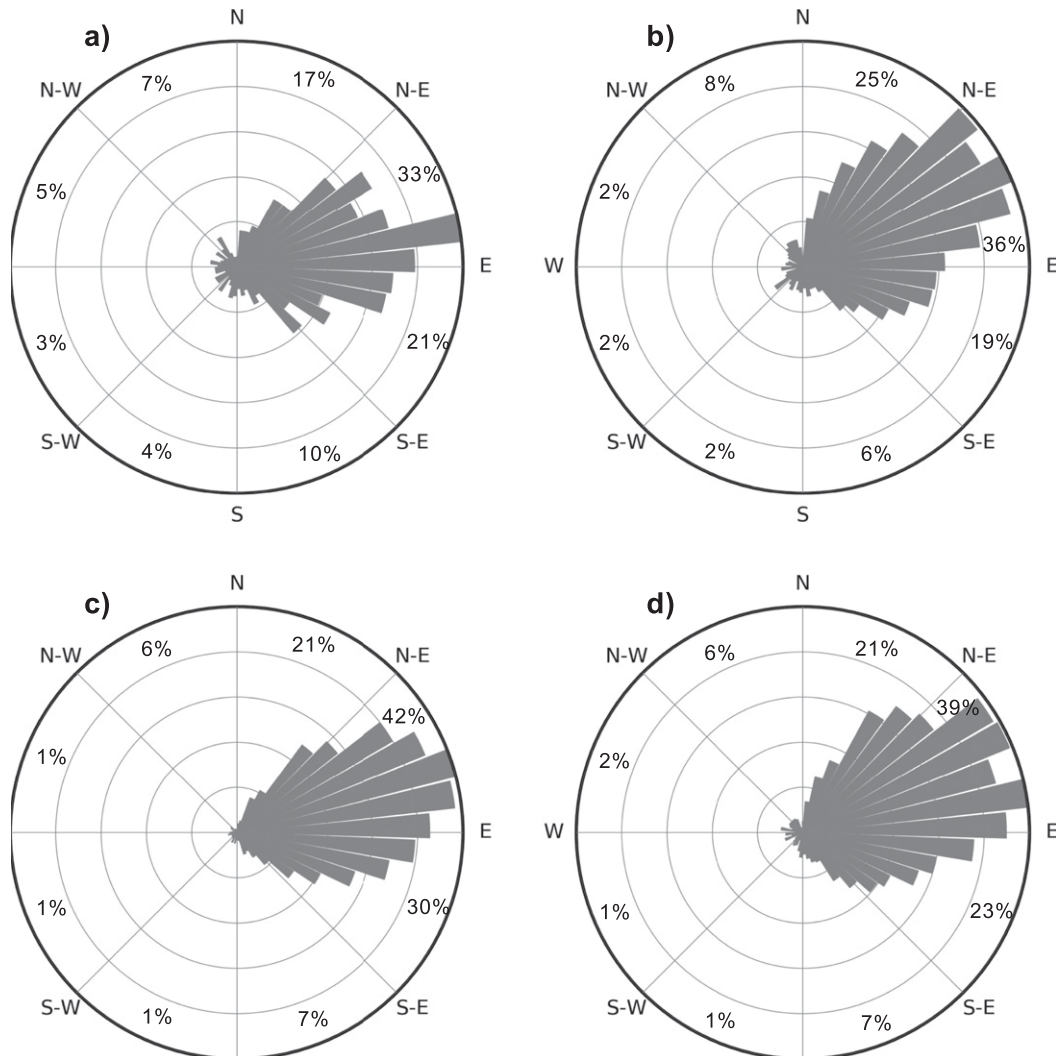 a)
N
7%
17%
N-W
N-E
5%
33%
E
3%
21%
S-W
S-E
4%
10%
S
b)
N
8%
25%
N-W
N-E
2%
36%
W
E
2%
19%
S-W
S-E
2%
6%
S
c)
N
6%
21%
N-W
N-E
42%
1%
E
1%
30%
S-W
S-E
1%
7%
d)
N
6%
21%
N-W
N-E
39%
2%
W
E
1%
23%
S-W
S-E
1%
7%